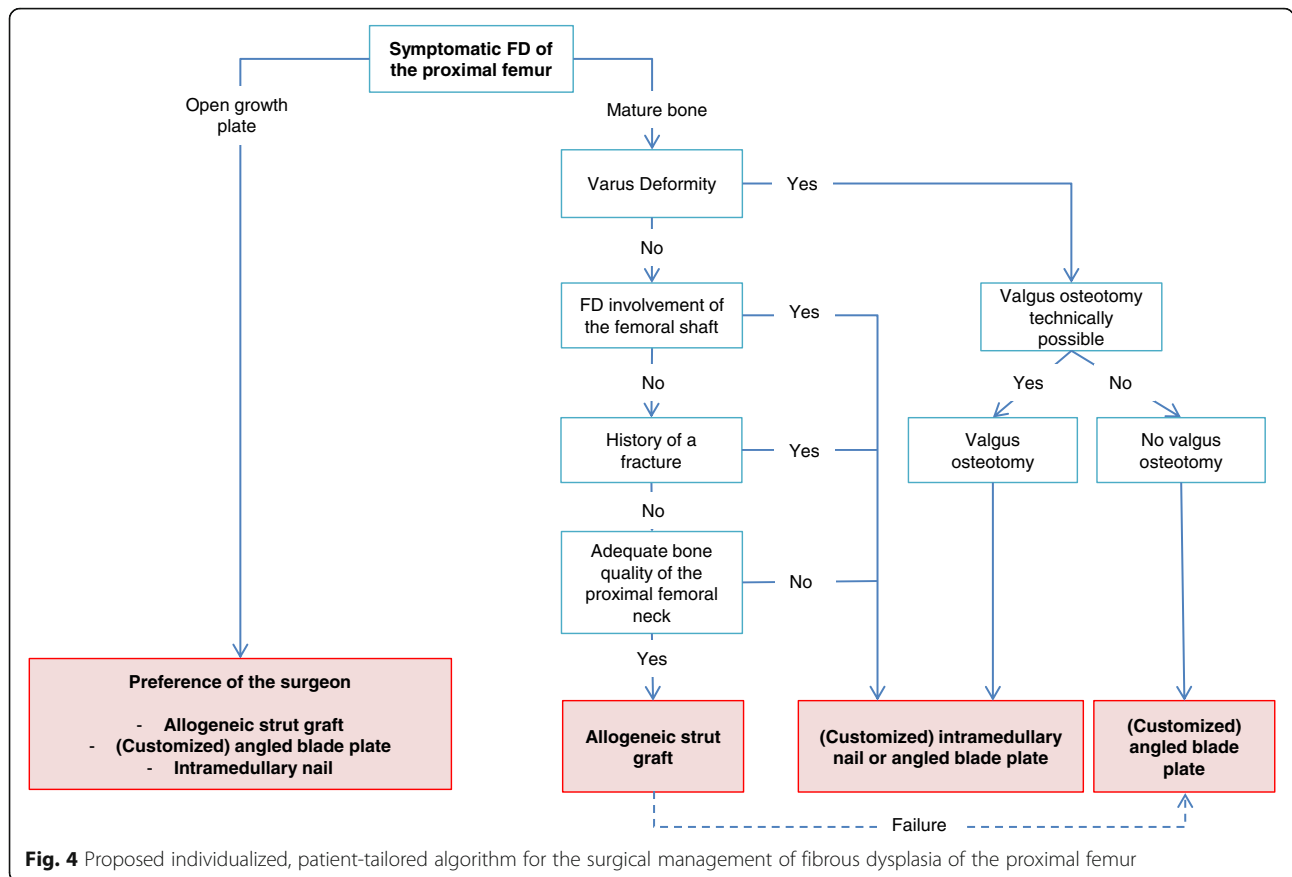 Symptomatic FD of
the proximal femur
Open growth
plate
Mature bone
Varus Deformity
Yes
No
FD involvement of
the femoral shaft
Yes
Valgus osteotomy
technically
possible
No
Yes
No
History of a
fracture
Yes
Valgus
osteotomy
No valgus
osteotomy
No
Adequate bone
quality of the
proximal femoral
neck
No
Yes
Preference of the surgeon
- Allogeneic strut graft
- (Customized) angled blade plate
- Intramedullary nail
Allogeneic strut
graft
(Customized) intramedullary
nail or angled blade plate
(Customized)
angled blade
plate
Failure
Fig. 4 Proposed individualized, patient-tailored algorithm for the surgical management of fibrous dysplasia of the proximal femur